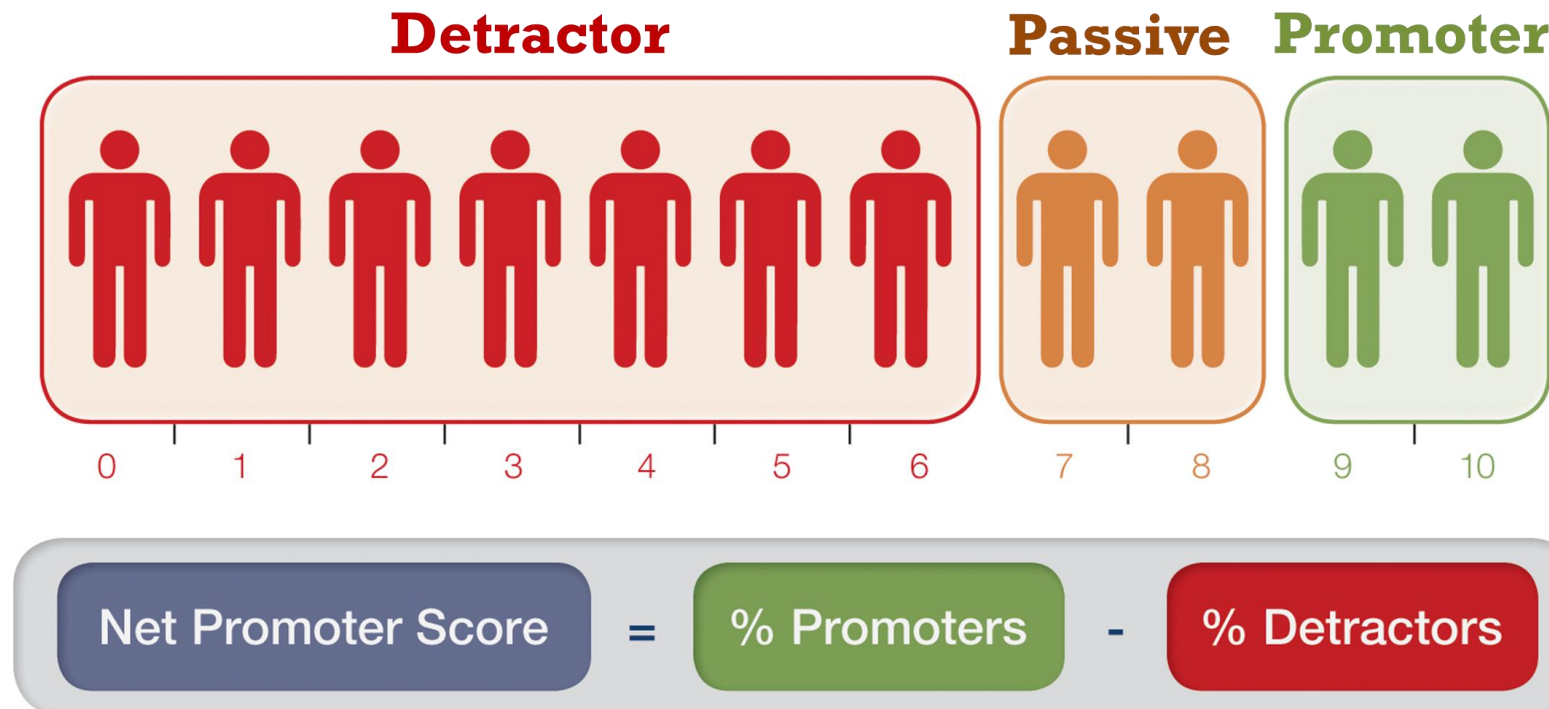 Detractor Passive Promoter
0 1 2 3 4 5 6 7 8 9 10
Net Promoter Score = % Promoters - % Detractors